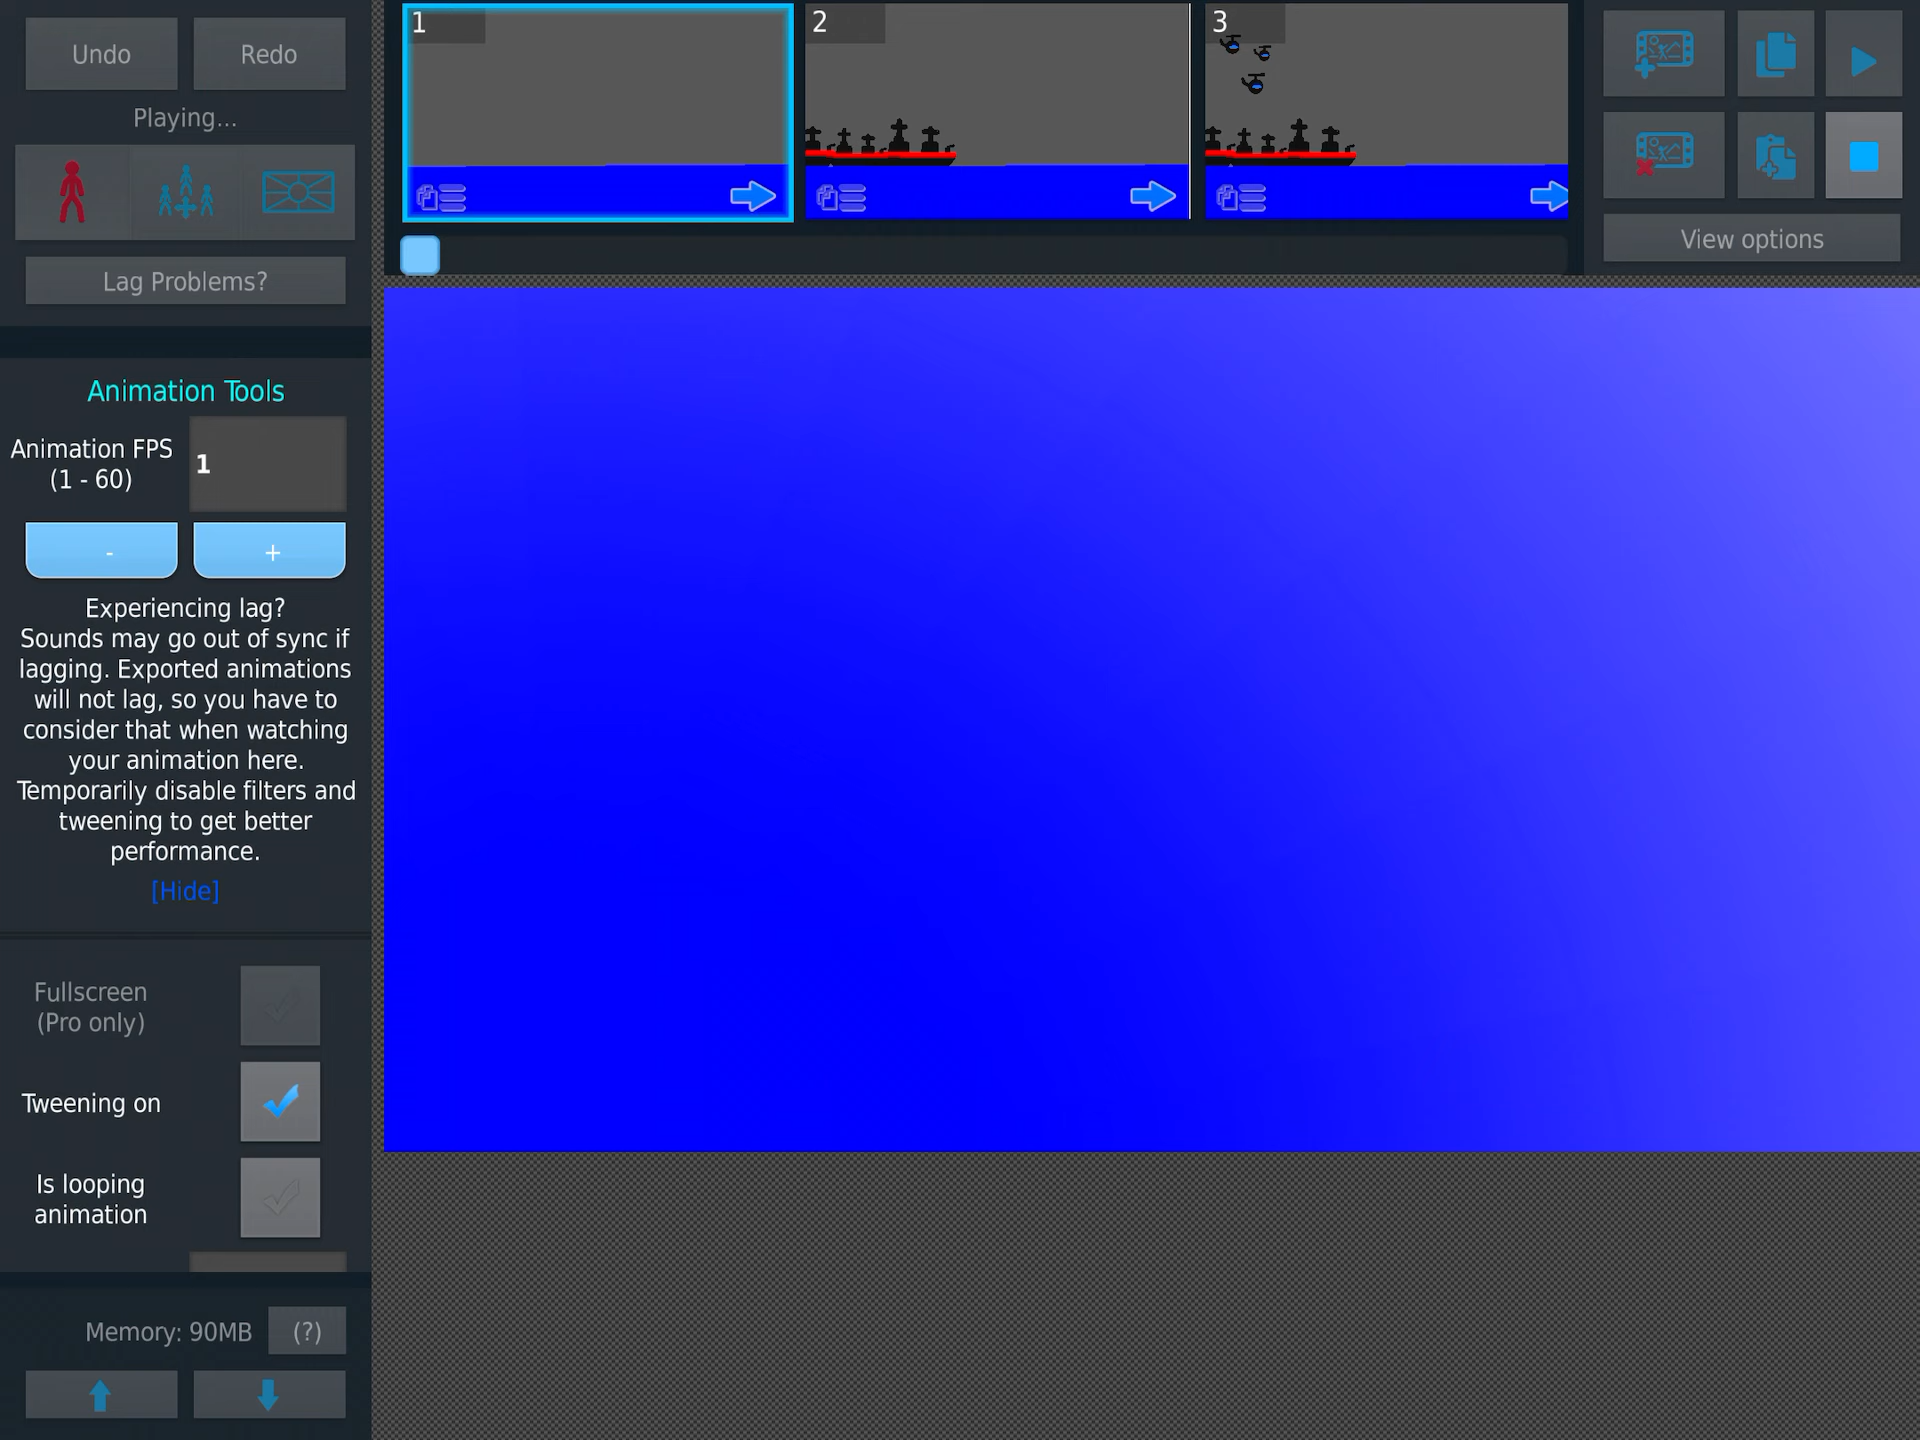 Undo
Redo
Playing...
Lag Problems?
1
2
3
View options
Animation Tools
Animation FPS
(1 - 60)
1
-
+
Experiencing lag?
Sounds may go out of sync if
lagging. Exported animations
will not lag, so you have to
consider that when watching
your animation here.
Temporarily disable filters and
tweening to get better
performance.
[Hide]
Fullscreen
(Pro only)
Tweening on
Is looping
animation
Memory: 90MB
(?)